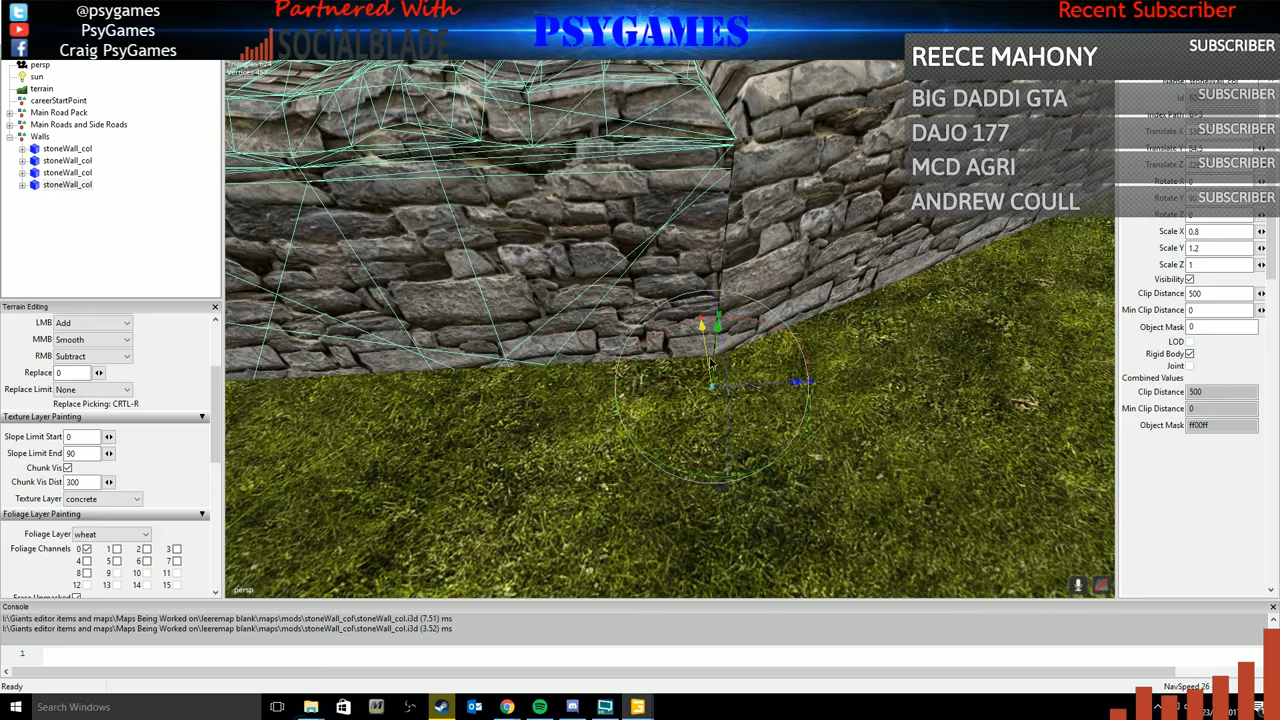 @psygames
PsyGames
Craig PsyGames
Partnered With
SOCIALBLADE
PSYGAMES
Recent Subscriber
REECE MAHONY SUBSCRIBER
BIG DADDI GTA SUBSCRIBER
DAJO 177 SUBSCRIBER
MCD AGRI SUBSCRIBER
ANDREW COULL SUBSCRIBER
persp
sun
terrain
careerStartPoint
Main Road Pack
Main Roads and Side Roads
Walls
stoneWall_col
stoneWall_col
stoneWall_col
stoneWall_col
Terrain Editing
LMB Add
MMB Smooth
RMB Subtract
Replace 0
Replace Limit None
Replace Picking: CRTL-R
Texture Layer Painting
Slope Limit Start 0
Slope Limit End 90
Chunk Vis
Chunk Vis Dist 300
Texture Layer concrete
Foliage Layer Painting
Foliage Layer wheat
Foliage Channels 0 1 2 3
4 5 6 7
8 9 10 11
12 13 14 15
persp
Scale X 0.8
Scale Y 1.2
Scale Z 1
Visibility
Clip Distance 500
Min Clip Distance 0
Object Mask 0
LOD
Rigid Body
Joint
Combined Values
Clip Distance 500
Min Clip Distance 0
Object Mask ff00ff
Console
I:\Giants editor items and maps\Maps Being Worked on\leeremap blank\maps\mods\stoneWall_col\stoneWall_col.i3d (7.51) ms
I:\Giants editor items and maps\Maps Being Worked on\leeremap blank\maps\mods\stoneWall_col\stoneWall_col.i3d (3.52) ms
1
Ready
NavSpeed 26
Search Windows